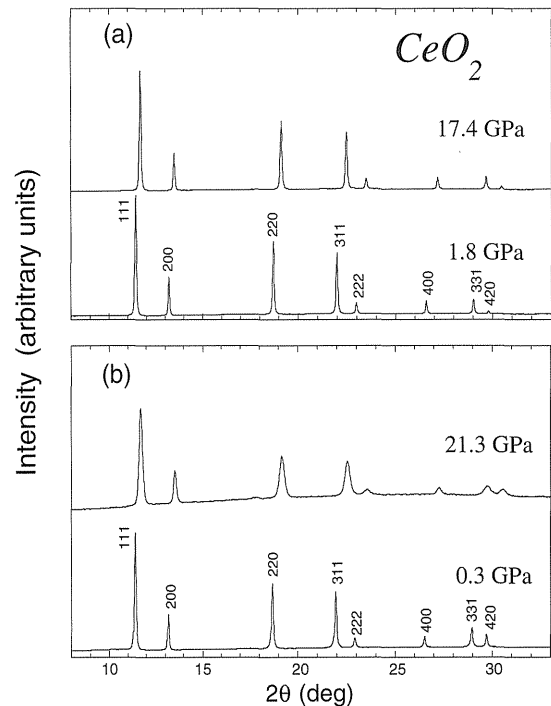 (a)
CeO2
17.4 GPa
111
200
220
311
222
400
331
420
1.8 GPa
(b)
21.3 GPa
111
200
220
311
222
400
331
420
0.3 GPa
10 15 20 25 30
2θ (deg)
Intensity (arbitrary units)